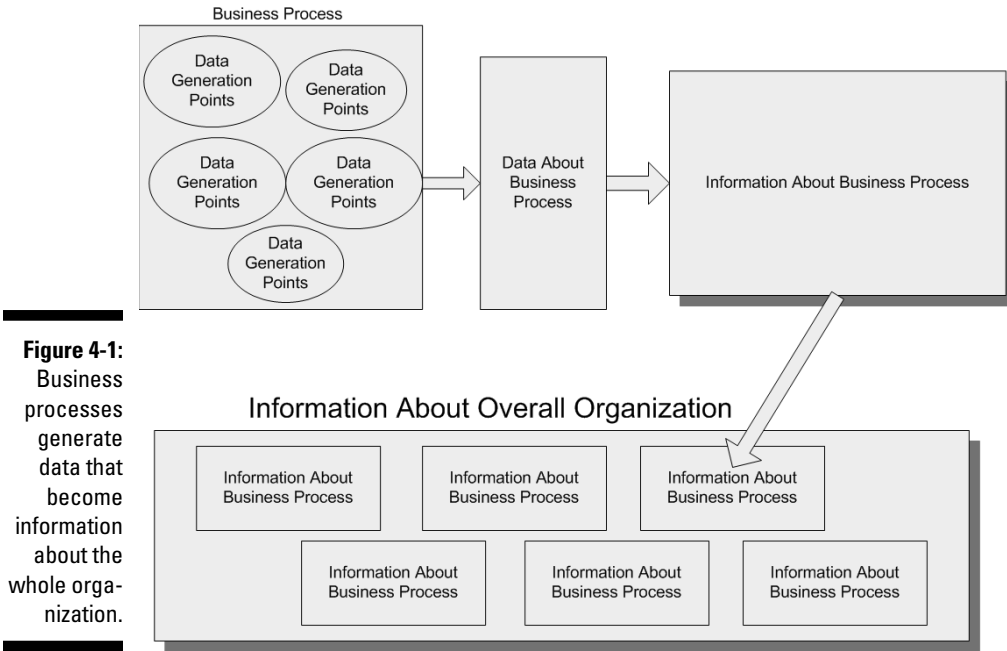 Business Process
Data
Generation
Points
Data
Generation
Points
Data
Generation
Points
Data
Generation
Points
Data
Generation
Points
Data About
Business
Process
Information About Business Process
Figure 4-1:
Business
processes
generate
data that
become
information
about the
whole orga-
nization.
Information About Overall Organization
Information About
Business Process
Information About
Business Process
Information About
Business Process
Information About
Business Process
Information About
Business Process
Information About
Business Process